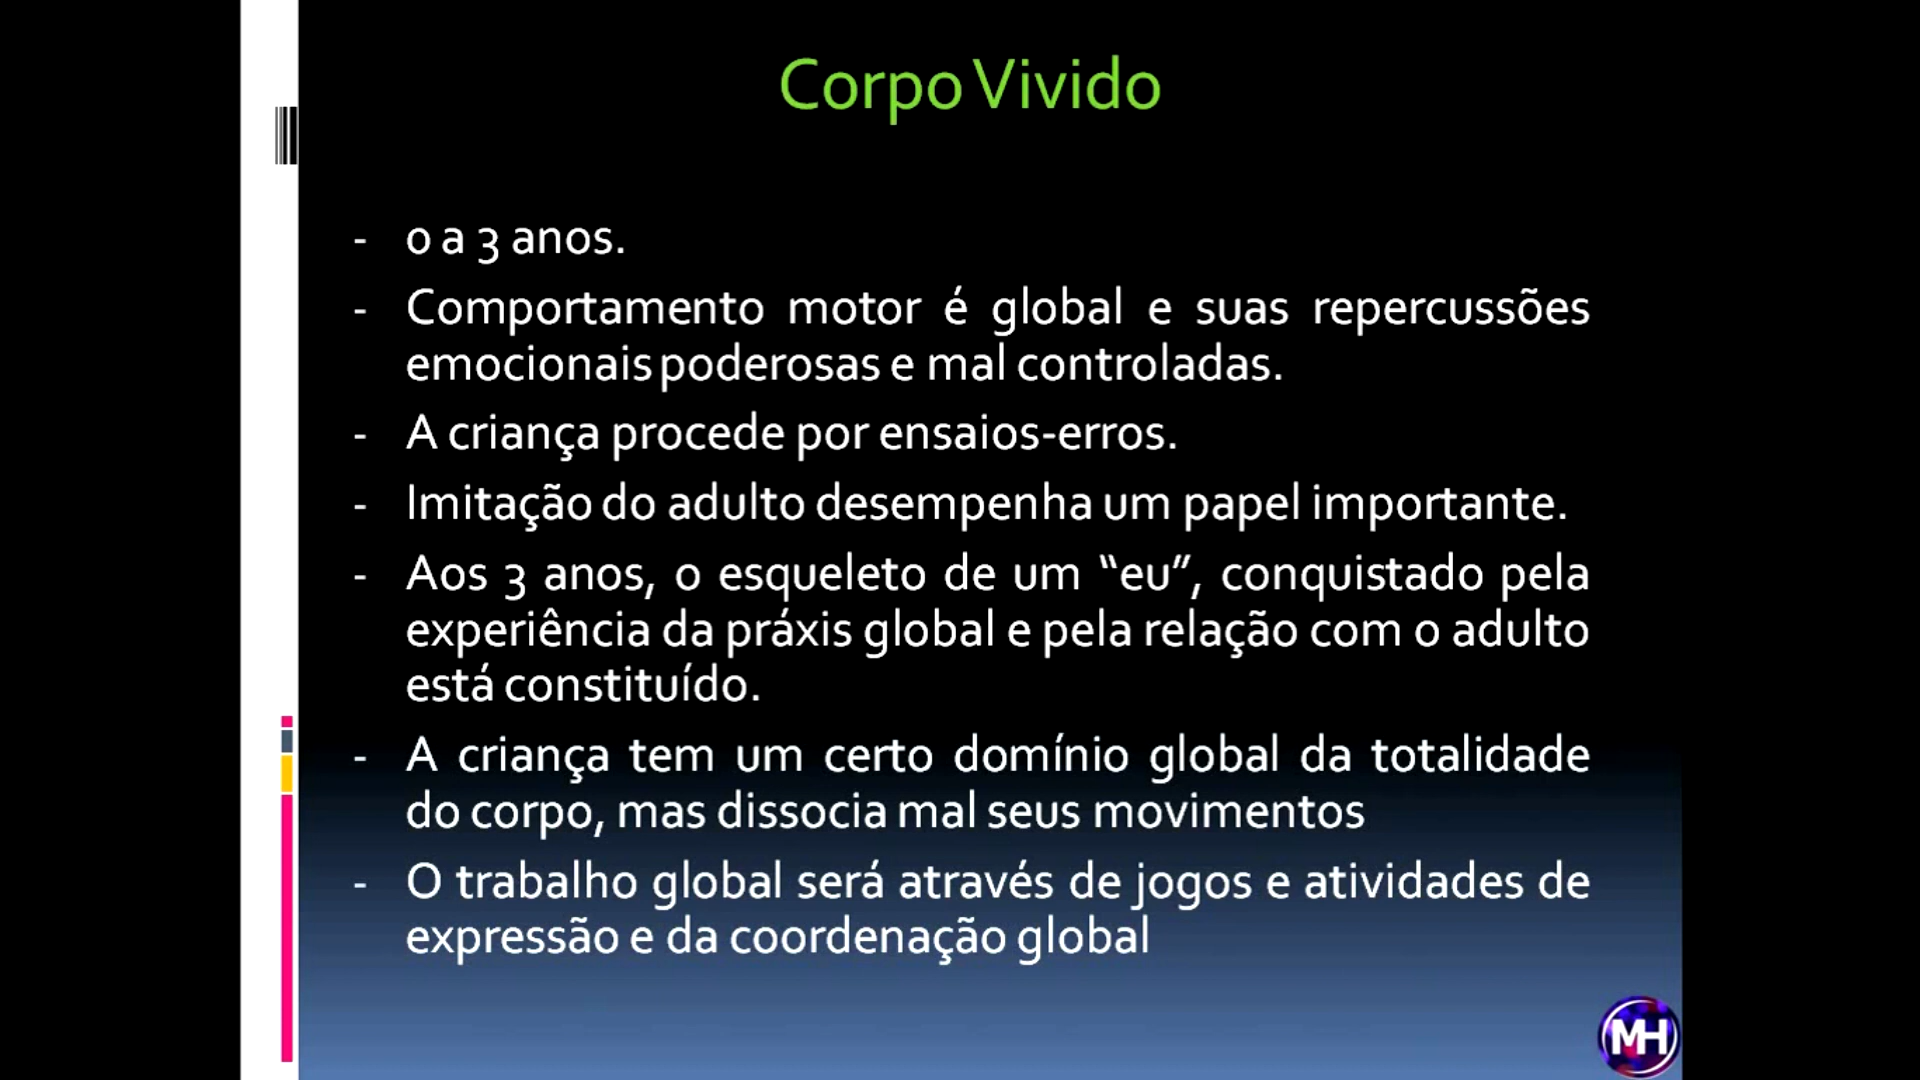 Corpo Vivido
- 0 a 3 anos.
- Comportamento motor é global e suas repercussões
emocionais poderosas e mal controladas.
- A criança procede por ensaios-erros.
- Imitação do adulto desempenha um papel importante.
- Aos 3 anos, o esqueleto de um “eu”, conquistado pela
experiência da práxis global e pela relação com o adulto
está constituído.
- A criança tem um certo domínio global da totalidade
do corpo, mas dissocia mal seus movimentos
- O trabalho global será através de jogos e atividades de
expressão e da coordenação global
MH